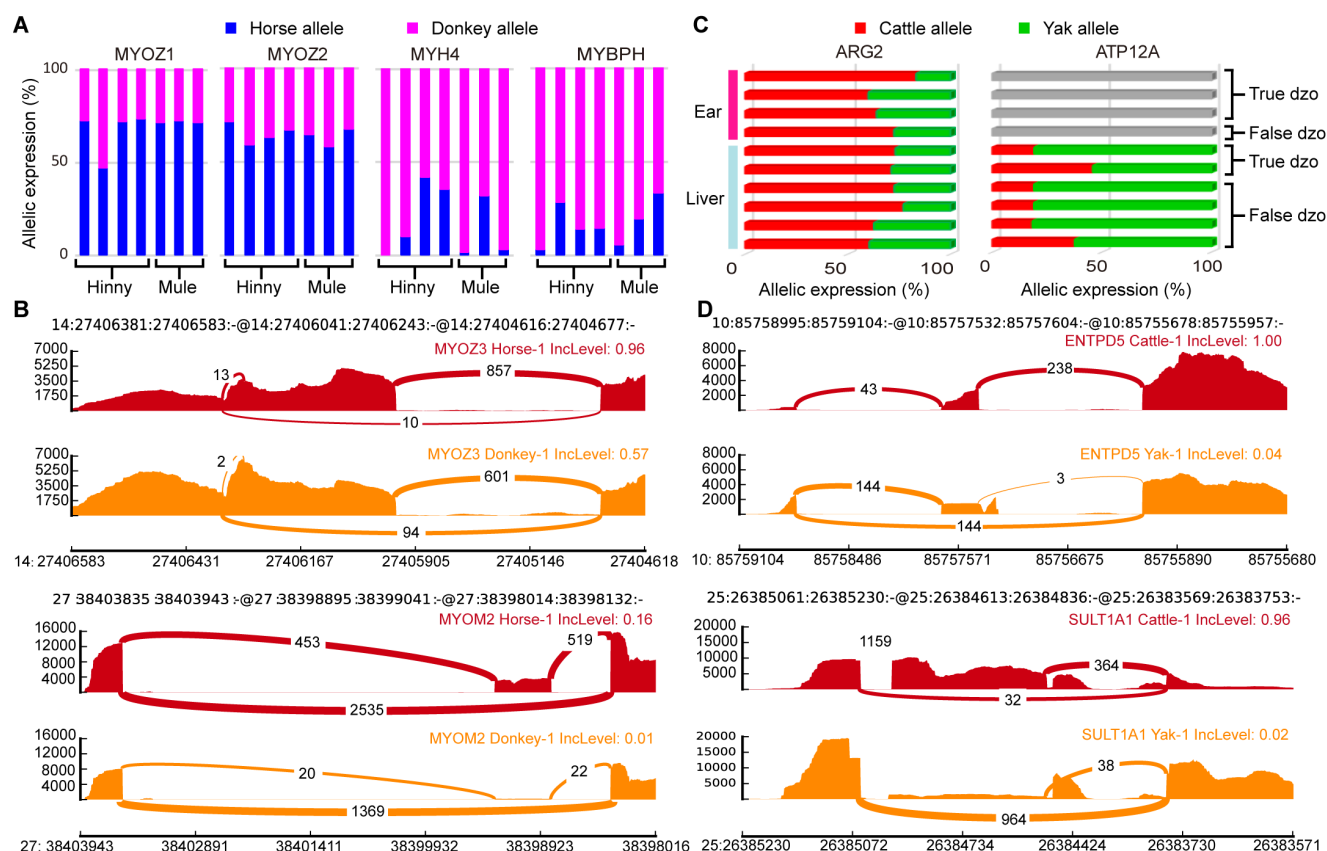 A
Horse allele
Donkey allele
MYOZ1
MYOZ2
MYH4
MYBPH
Allelic expression (%)
100
50
0
Hinny
Mule
Hinny
Mule
Hinny
Mule
Hinny
Mule
C
Cattle allele
Yak allele
ARG2
ATP12A
Ear
Liver
True dzo
False dzo
True dzo
False dzo
0
50
100
0
50
100
Allelic expression (%)
Allelic expression (%)
B
14:27406381:27406583:-@14:27406041:27406243:-@14:27404616:27404677:-
MYOZ3 Horse-1 IncLevel: 0.96
7000
5250
3500
1750
13
857
10
MYOZ3 Donkey-1 IncLevel: 0.57
7000
5250
3500
1750
2
601
94
14: 27406583 27406431 27406167 27405905 27405146 27404618
27 38403835 38403943 :-@27 :38398895:38399041:-@27:38398014:38398132:-
MYOM2 Horse-1 IncLevel: 0.16
16000
12000
8000
4000
453
519
2535
MYOM2 Donkey-1 IncLevel: 0.01
16000
12000
8000
4000
20
22
1369
27: 38403943 38402891 38401411 38399932 38398923 38398016
D
10:85758995:85759104:-@10:85757532:85757604:-@10:85755678:85755957:-
ENTPD5 Cattle-1 IncLevel: 1.00
8000
6000
4000
2000
43
238
ENTPD5 Yak-1 IncLevel: 0.04
8000
6000
4000
2000
144
3
144
10: 85759104 85758486 85757571 85756675 85755890 85755680
25:26385061:26385230:-@25:26384613:26384836:-@25:26383569:26383753:-
SULT1A1 Cattle-1 IncLevel: 0.96
20000
15000
10000
5000
1159
364
32
SULT1A1 Yak-1 IncLevel: 0.02
20000
15000
10000
5000
38
964
25:26385230 26385072 26384734 26384424 26383730 26383571